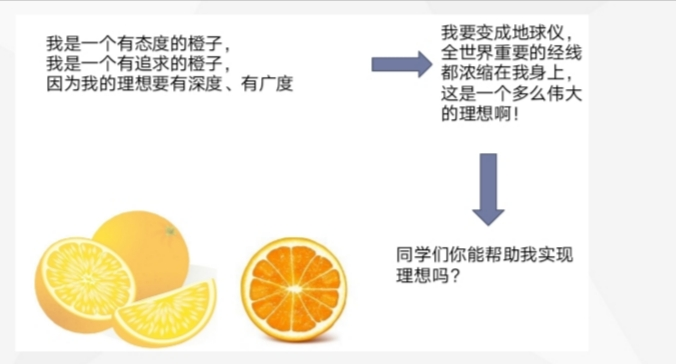 我是一个有态度的橙子，
我是一个有追求的橙子，
因为我的理想要有深度、有广度
我要变成地球仪，
全世界重要的经线
都浓缩在我身上，
这是一个多么伟大
的理想啊！
同学们你能帮助我实现
理想吗？